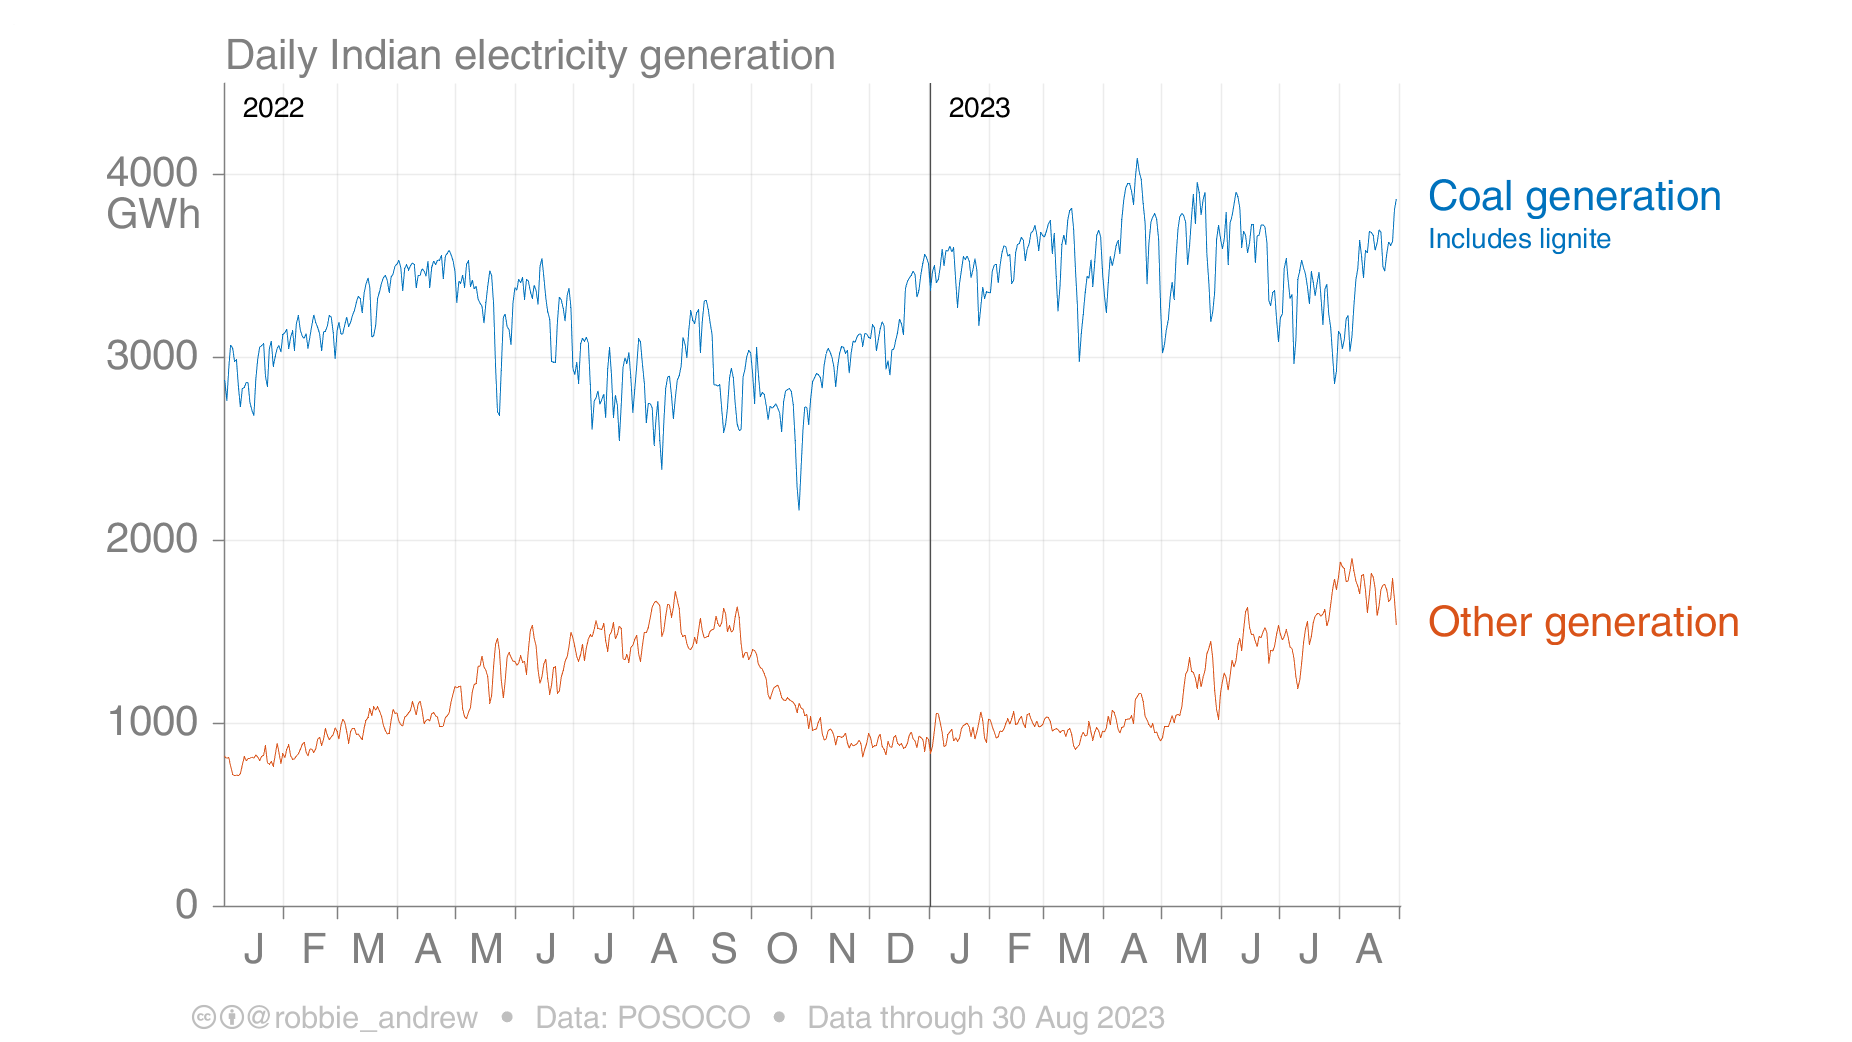 Daily Indian electricity generation
2022
2023
4000
GWh
3000
2000
1000
0
Coal generation
Includes lignite
Other generation
J F M A M J J A S O N D J F M A M J J A
cc @robbie_andrew • Data: POSOCO • Data through 30 Aug 2023